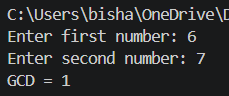 C:\Users\bisha\OneDrive\D
Enter first number: 6
Enter second number: 7
GCD = 1